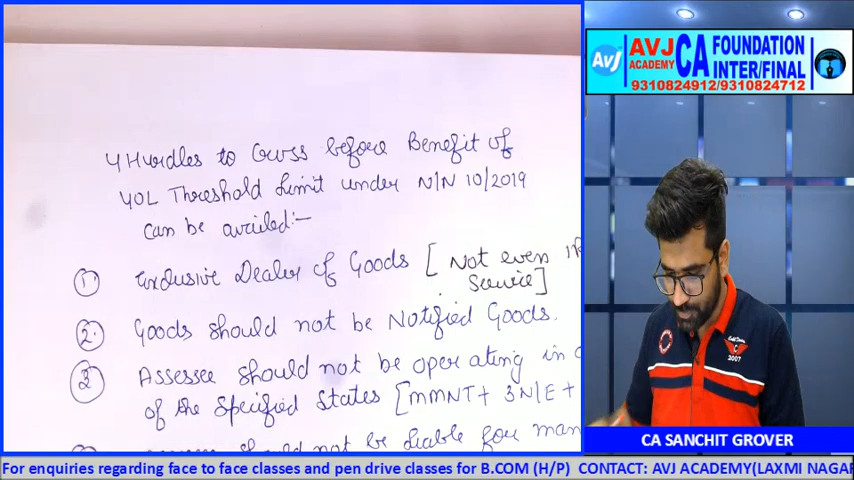 4 Hurdles to Cross before Benefit of
40L Threshold Limit under N/N 10/2019
can be availed:-
① Exclusive Dealer of Goods [Not even
Service]
② Goods should not be Notified Goods.
③ Assessee should not be operating in
of the Specified States [MMNT + 3N/E +
should not be liable for
AVJ
AVJ
ACADEMY
CA
FOUNDATION
INTER/FINAL
9310824912/9310824712
CA SANCHIT GROVER
For enquiries regarding face to face classes and pen drive classes for B.COM (H/P) CONTACT: AVJ ACADEMY(LAXMI NAGAR